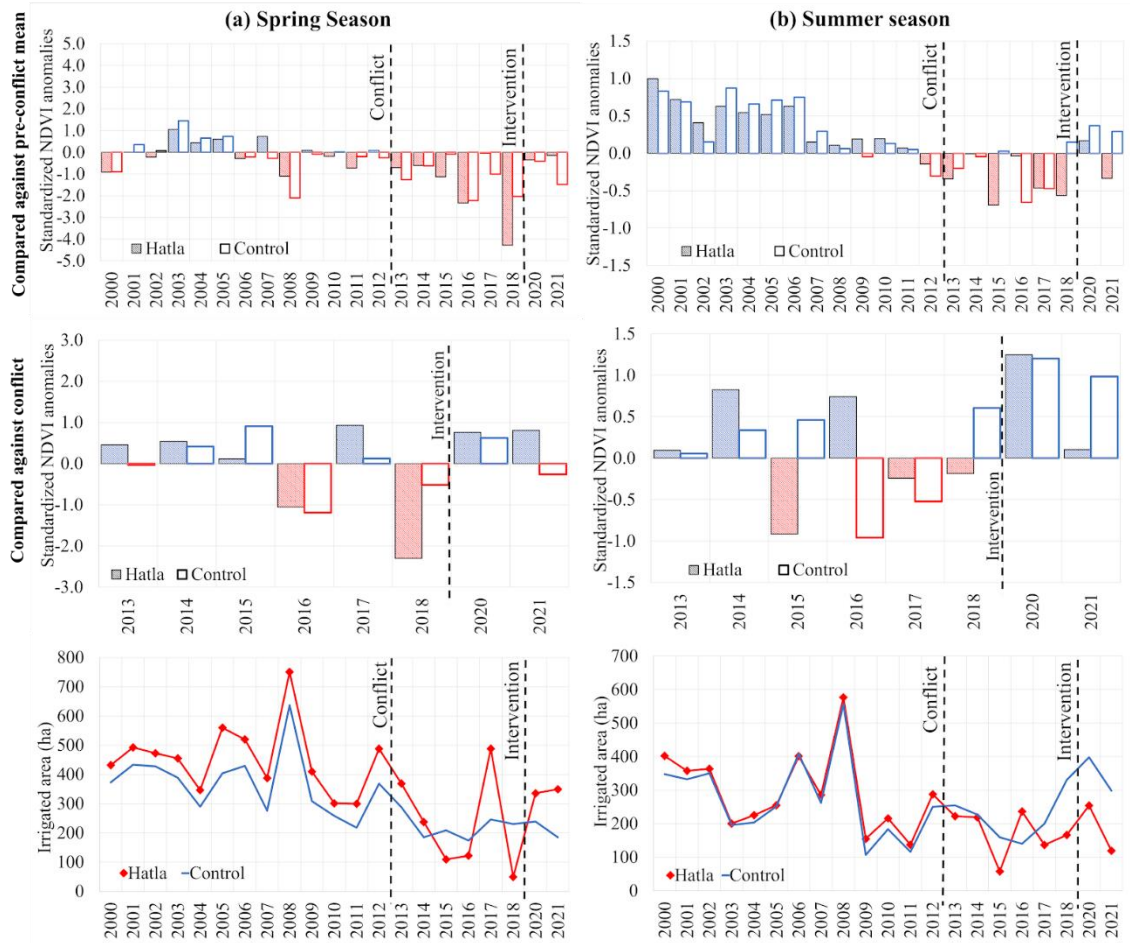 (a) Spring Season
(b) Summer season
Compared against pre-conflict mean
Standardized NDVI anomalies
5.0
4.0
3.0
2.0
1.0
0.0
-1.0
-2.0
-3.0
-4.0
-5.0
Conflict
Intervention
Hatla Control
2000 2001 2002 2003 2004 2005 2006 2007 2008 2009 2010 2011 2012 2013 2014 2015 2016 2017 2018 2020 2021
Standardized NDVI anomalies
1.5
1.0
0.5
0.0
-0.5
-1.0
-1.5
Conflict
Intervention
Hatla Control
2000 2001 2002 2003 2004 2005 2006 2007 2008 2009 2010 2011 2012 2013 2014 2015 2016 2017 2018 2020 2021
Compared against conflict
Standardized NDVI anomalies
3.0
2.0
1.0
0.0
-1.0
-2.0
-3.0
Intervention
Hatla Control
2013 2014 2015 2016 2017 2018 2020 2021
Standardized NDVI anomalies
1.5
1.0
0.5
0.0
-0.5
-1.0
-1.5
Intervention
Hatla Control
2013 2014 2015 2016 2017 2018 2020 2021
Irrigated area (ha)
800
700
600
500
400
300
200
100
0
Conflict
Intervention
Hatla Control
2000 2001 2002 2003 2004 2005 2006 2007 2008 2009 2010 2011 2012 2013 2014 2015 2016 2017 2018 2020 2021
Irrigated area (ha)
700
600
500
400
300
200
100
0
Conflict
Intervention
Hatla Control
2000 2001 2002 2003 2004 2005 2006 2007 2008 2009 2010 2011 2012 2013 2014 2015 2016 2017 2018 2020 2021